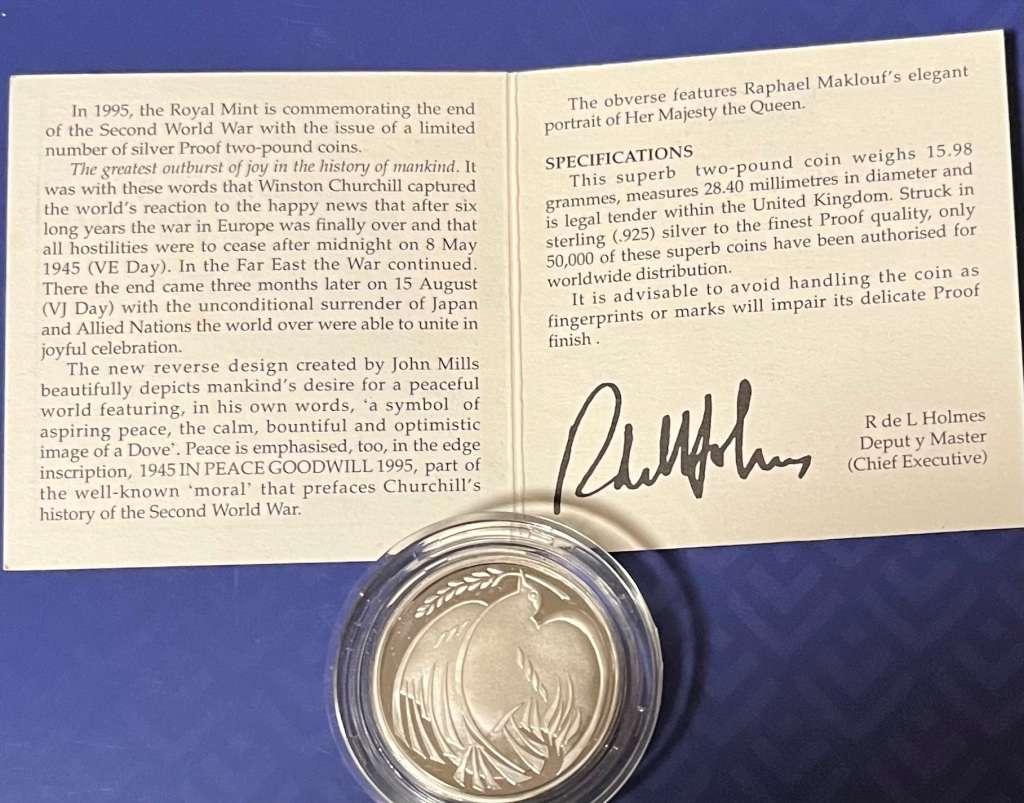 In 1995, the Royal Mint is commemorating the end
of the Second World War with the issue of a limited
number of silver Proof two-pound coins.
The greatest outburst of joy in the history of mankind. It
was with these words that Winston Churchill captured
the world's reaction to the happy news that after six
long years the war in Europe was finally over and that
all hostilities were to cease after midnight on 8 May
1945 (VE Day). In the Far East the War continued.
There the end came three months later on 15 August
(VJ Day) with the unconditional surrender of Japan
and Allied Nations the world over were able to unite in
joyful celebration.
The new reverse design created by John Mills
beautifully depicts mankind's desire for a peaceful
world featuring, in his own words, 'a symbol of
aspiring peace, the calm, bountiful and optimistic
image of a Dove'. Peace is emphasised, too, in the edge
inscription, 1945 IN PEACE GOODWILL 1995, part of
the well-known 'moral' that prefaces Churchill's
history of the Second World War.
The obverse features Raphael Maklouf's elegant
portrait of Her Majesty the Queen.
SPECIFICATIONS
This superb two-pound coin weighs 15.98
grammes, measures 28.40 millimetres in diameter and
is legal tender within the United Kingdom. Struck in
sterling (.925) silver to the finest Proof quality, only
50,000 of these superb coins have been authorised for
worldwide distribution.
It is advisable to avoid handling the coin as
fingerprints or marks will impair its delicate Proof
finish .
R de L Holmes
R de L Holmes
Deput y Master
(Chief Executive)